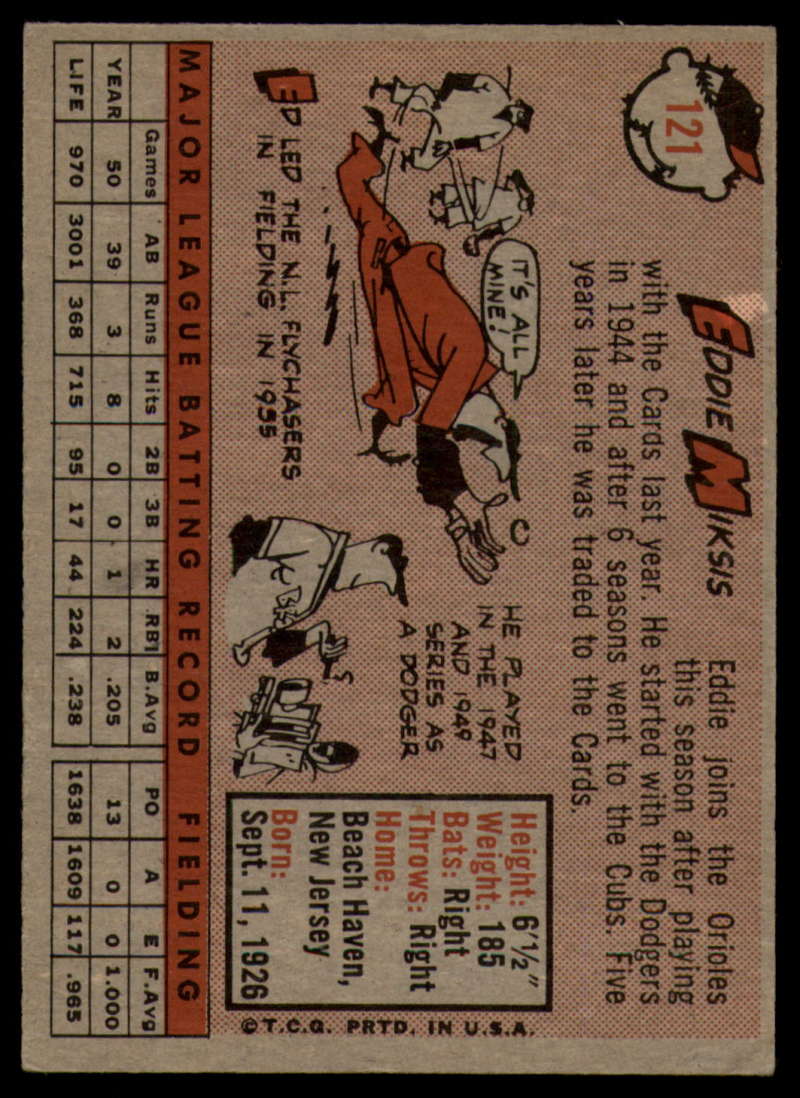 121
EDDIE MIKSIS
Eddie joins the Orioles
this season after playing
with the Cards last year. He started with the Dodgers
in 1944 and after 6 seasons went to the Cubs. Five
years later he was traded to the Cards.
IT'S ALL
MINE!
ED LED THE N.L. FLYCHASERS
IN FIELDING IN 1955
HE PLAYED
IN THE 1947
AND 1949
SERIES AS
A DODGER
Height: 6'½"
Weight: 185
Bats: Right
Throws: Right
Home:
Beach Haven,
New Jersey
Born:
Sept. 11, 1926
©T.C.G. PRTD. IN U.S.A.
MAJOR LEAGUE BATTING RECORD FIELDING
Games AB Runs Hits 2B 3B HR RBI B.Avg PO A E F.Avg
YEAR 50 39 3 8 0 0 1 2 .205 13 0 0 1.000
LIFE 970 3001 368 715 95 17 44 224 .238 1638 1609 117 .965